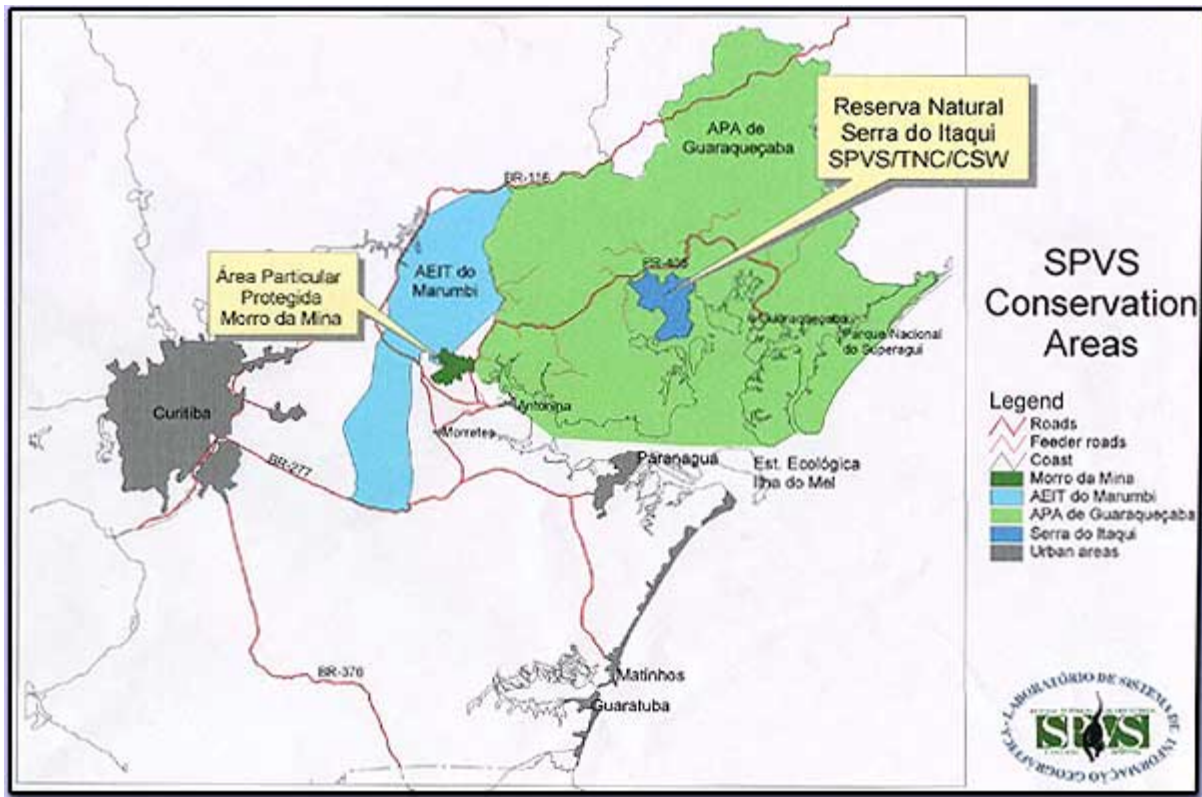 Reserva Natural
Serra do Itaqui
SPVS/TNC/CSW
APA de
Guaraqueçaba
BR-116
Área Particular
Protegida
Morro da Mina
AEIT do
Marumbi
Guaraqueçaba
Parque Nacional
do Superagui
Curitiba
Antonina
Morretes
BR-277
Paranaguá
Est. Ecológica
Ilha do Mel
BR-376
Matinhos
Guaratuba
SPVS
Conservation
Areas
Legend
Roads
Feeder roads
Coast
Morro da Mina
AEIT do Marumbi
APA de Guaraqueçaba
Serra do Itaqui
Urban areas
LABORATÓRIO DE SISTEMA DE INFORMAÇÃO GEOGRÁFICA
SPVS